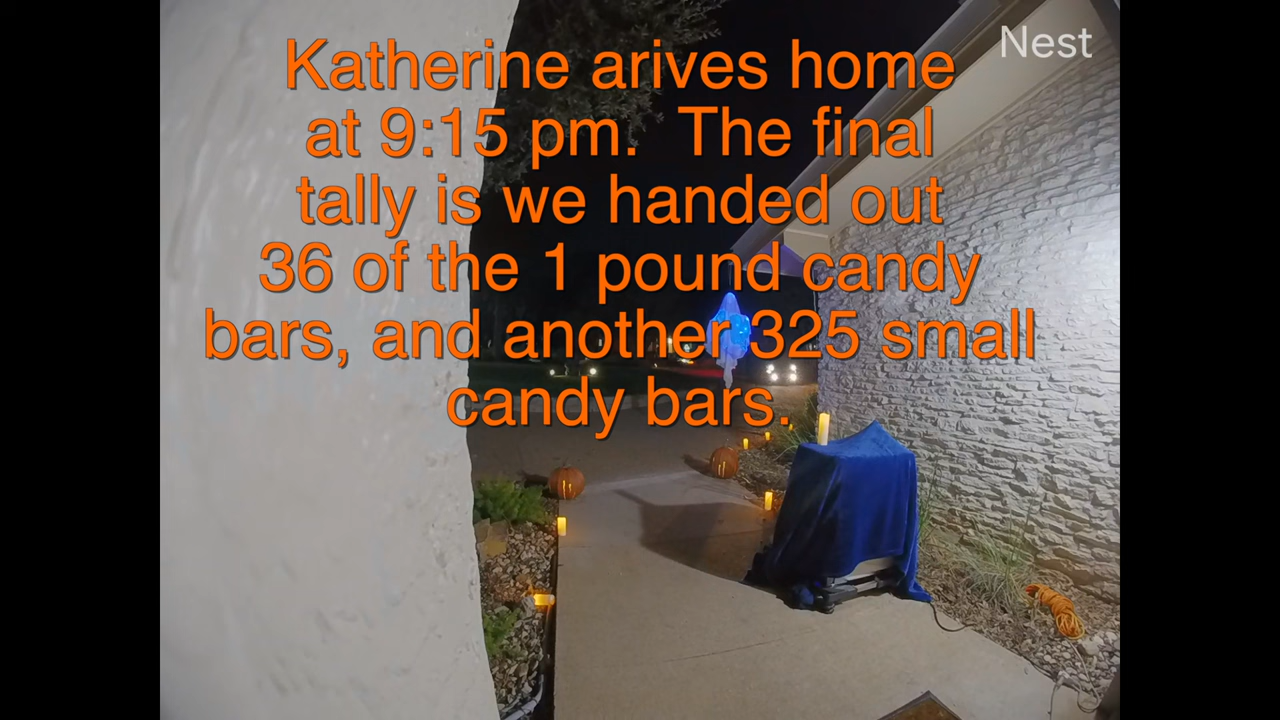 Nest
Katherine arives home
at 9:15 pm.  The final
tally is we handed out
36 of the 1 pound candy
bars, and another 325 small
candy bars.